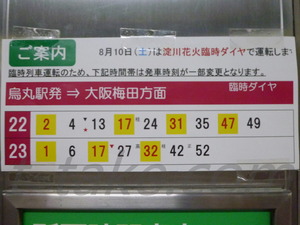 ご案内
8月10日(土)は淀川花火臨時ダイヤで運転しま
臨時列車運転のため、下記時間帯は発車時刻が一部変更となります。
烏丸駅発 ⇒ 大阪梅田方面 臨時ダイヤ
22 2 4 13 17 24 31 35 47 49
23 1 6 17 27 32 42 52